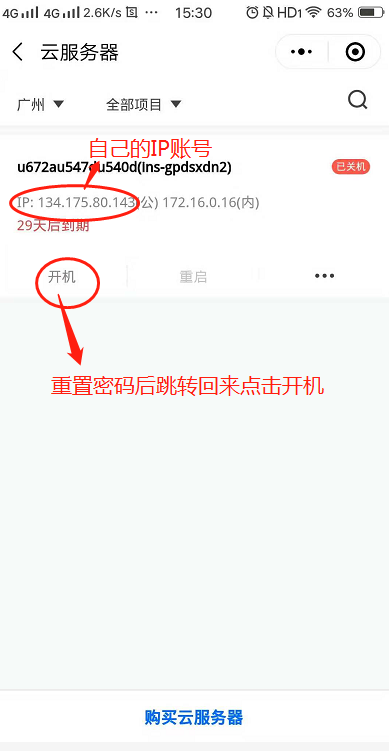 4G 4G 2.6K/s ··· 15:30 HD1 63%
云服务器
广州 全部项目
自己的IP账号
u672au547du540d(ins-gpdsxdn2) 已关机
IP: 134.175.80.143(公) 172.16.0.16(内)
29天后到期
开机 重启
重置密码后跳转回来点击开机
购买云服务器